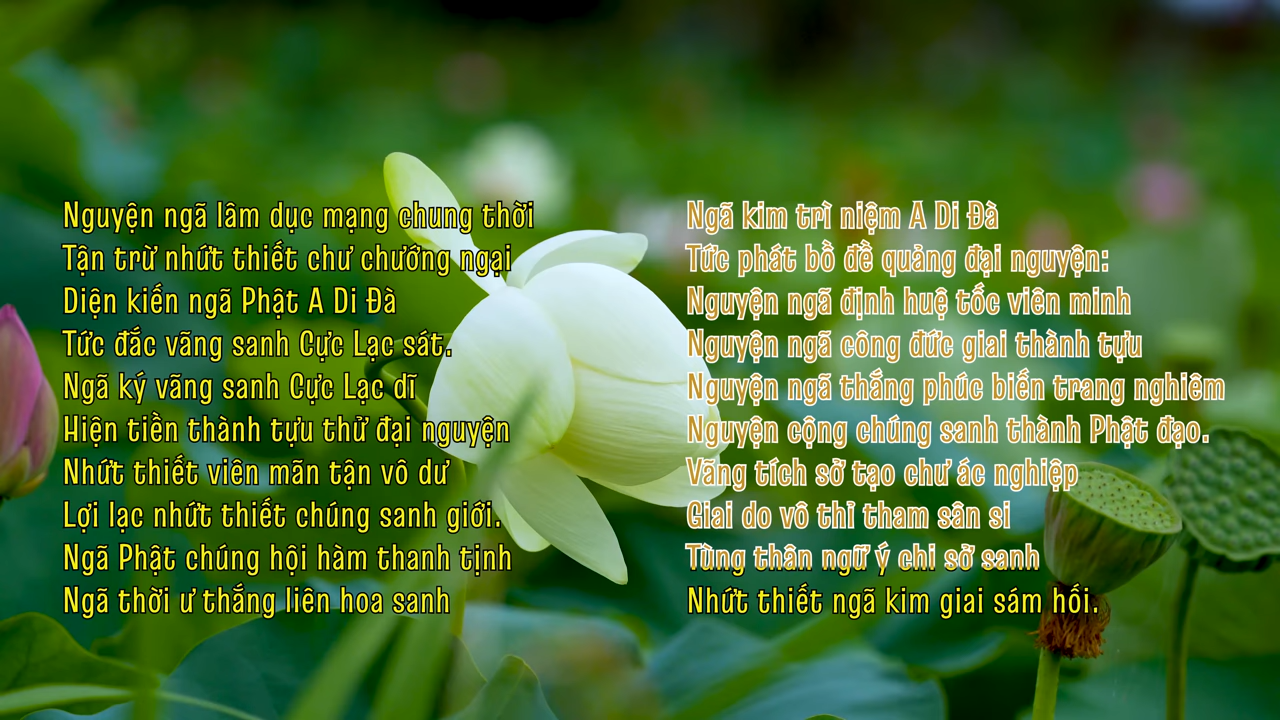 Nguyện ngã lâm dục mạng chung thời
Tận trừ nhứt thiết chư chướng ngại
Diện kiến ngã Phật A Di Đà
Tức đắc vãng sanh Cực Lạc sát.
Ngã ký vãng sanh Cực Lạc dĩ
Hiện tiền thành tựu thử đại nguyện
Nhứt thiết viên mãn tận vô dư
Lợi lạc nhứt thiết chúng sanh giới.
Ngã Phật chúng hội hàm thanh tịnh
Ngã thời ư thắng liên hoa sanh
Ngã kim trì niệm A Di Đà
Tức phát bồ đề quảng đại nguyện:
Nguyện ngã định huệ tốc viên minh
Nguyện ngã công đức giai thành tựu
Nguyện ngã thắng phúc biến trang nghiêm
Nguyện cộng chúng sanh thành Phật đạo.
Vãng tích sở tạo chư ác nghiệp
Giai do vô thỉ tham sân si
Tùng thân ngữ ý chi sở sanh
Nhứt thiết ngã kim giai sám hối.